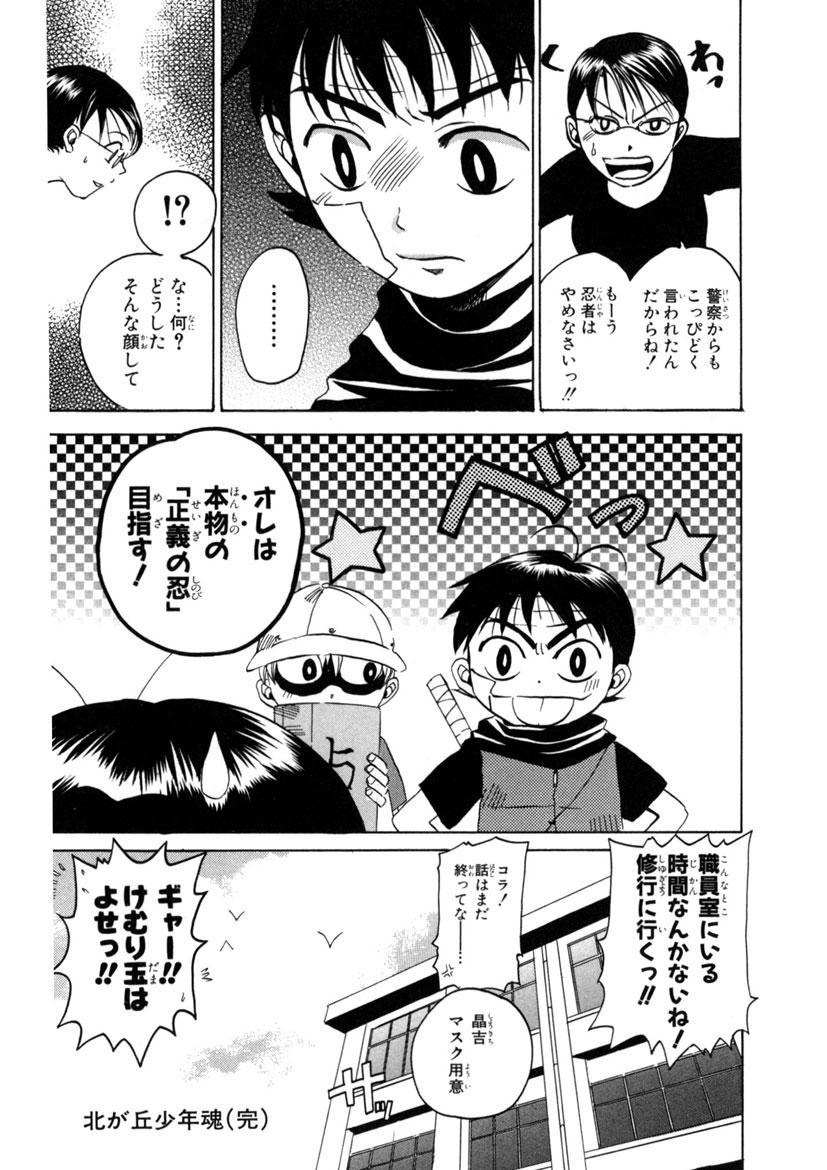 わっ
警察からも
こっぴどく
言われたん
だからね!
もーう
忍者は
やめなさいっ!!
………
!?
な…何?
どうした
そんな顔して
べっ
オレは
本物の
「正義の忍」
目指す!
占
職員室にいる
時間なんかないね!
修行に行くっ!!
コラ!
話はまだ
終ってな――
晶吉
マスク用意
ザッ
ギャー!!
けむり玉は
よせっ!!
北が丘少年魂(完)